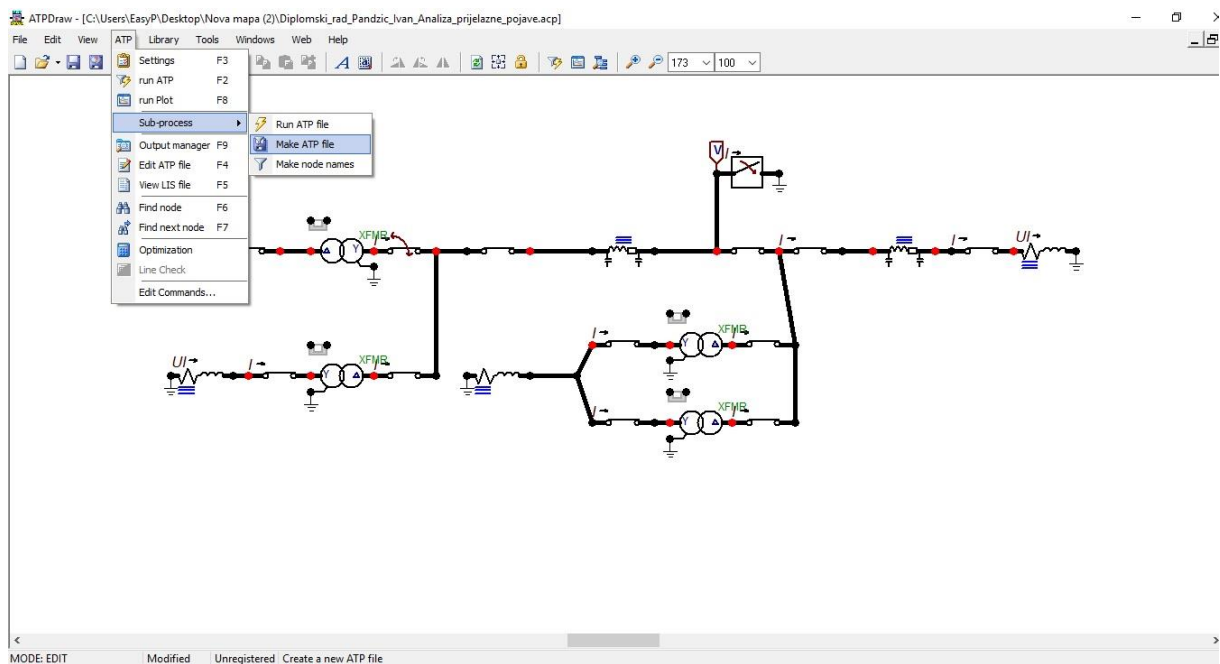 ATPDraw - [C:\Users\EasyP\Desktop\Nova mapa (2)\Diplomski_rad_Pandzic_Ivan_Analiza_prijelazne_pojave.acp]
File Edit View ATP Library Tools Windows Web Help
173 100
Settings F3
run ATP F2
run Plot F8
Sub-process
Run ATP file
Make ATP file
Make node names
Output manager F9
Edit ATP file F4
View LIS file F5
Find node F6
Find next node F7
Optimization
Line Check
Edit Commands...
V I
Y XFMR I
I I UI
I Y XFMR I
UI I Y XFMR I
I Y XFMR I
MODE: EDIT Modified Unregistered Create a new ATP file